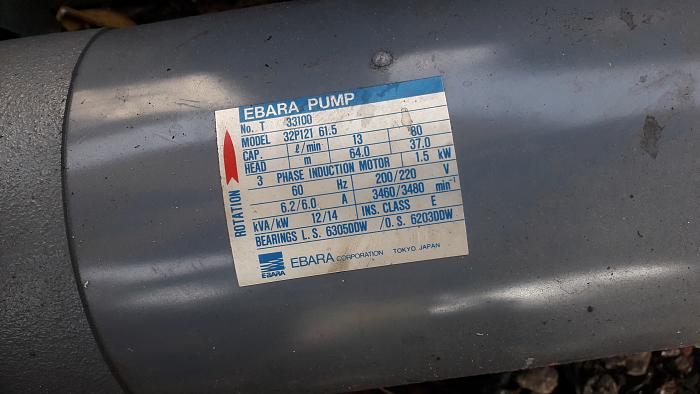 EBARA PUMP
No. T 33100
MODEL 32P121 61.5
CAP. ℓ/min 13 80
HEAD m 64.0 37.0
3 PHASE INDUCTION MOTOR 1.5 kW
60 Hz 200/220 V
6.2/6.0 A 3460/3480 min⁻¹
kVA/kW 12/14 INS. CLASS E
BEARINGS L.S. 6305DDW /O.S. 6203DDW
ROTATION
EBARA
EBARA CORPORATION TOKYO JAPAN